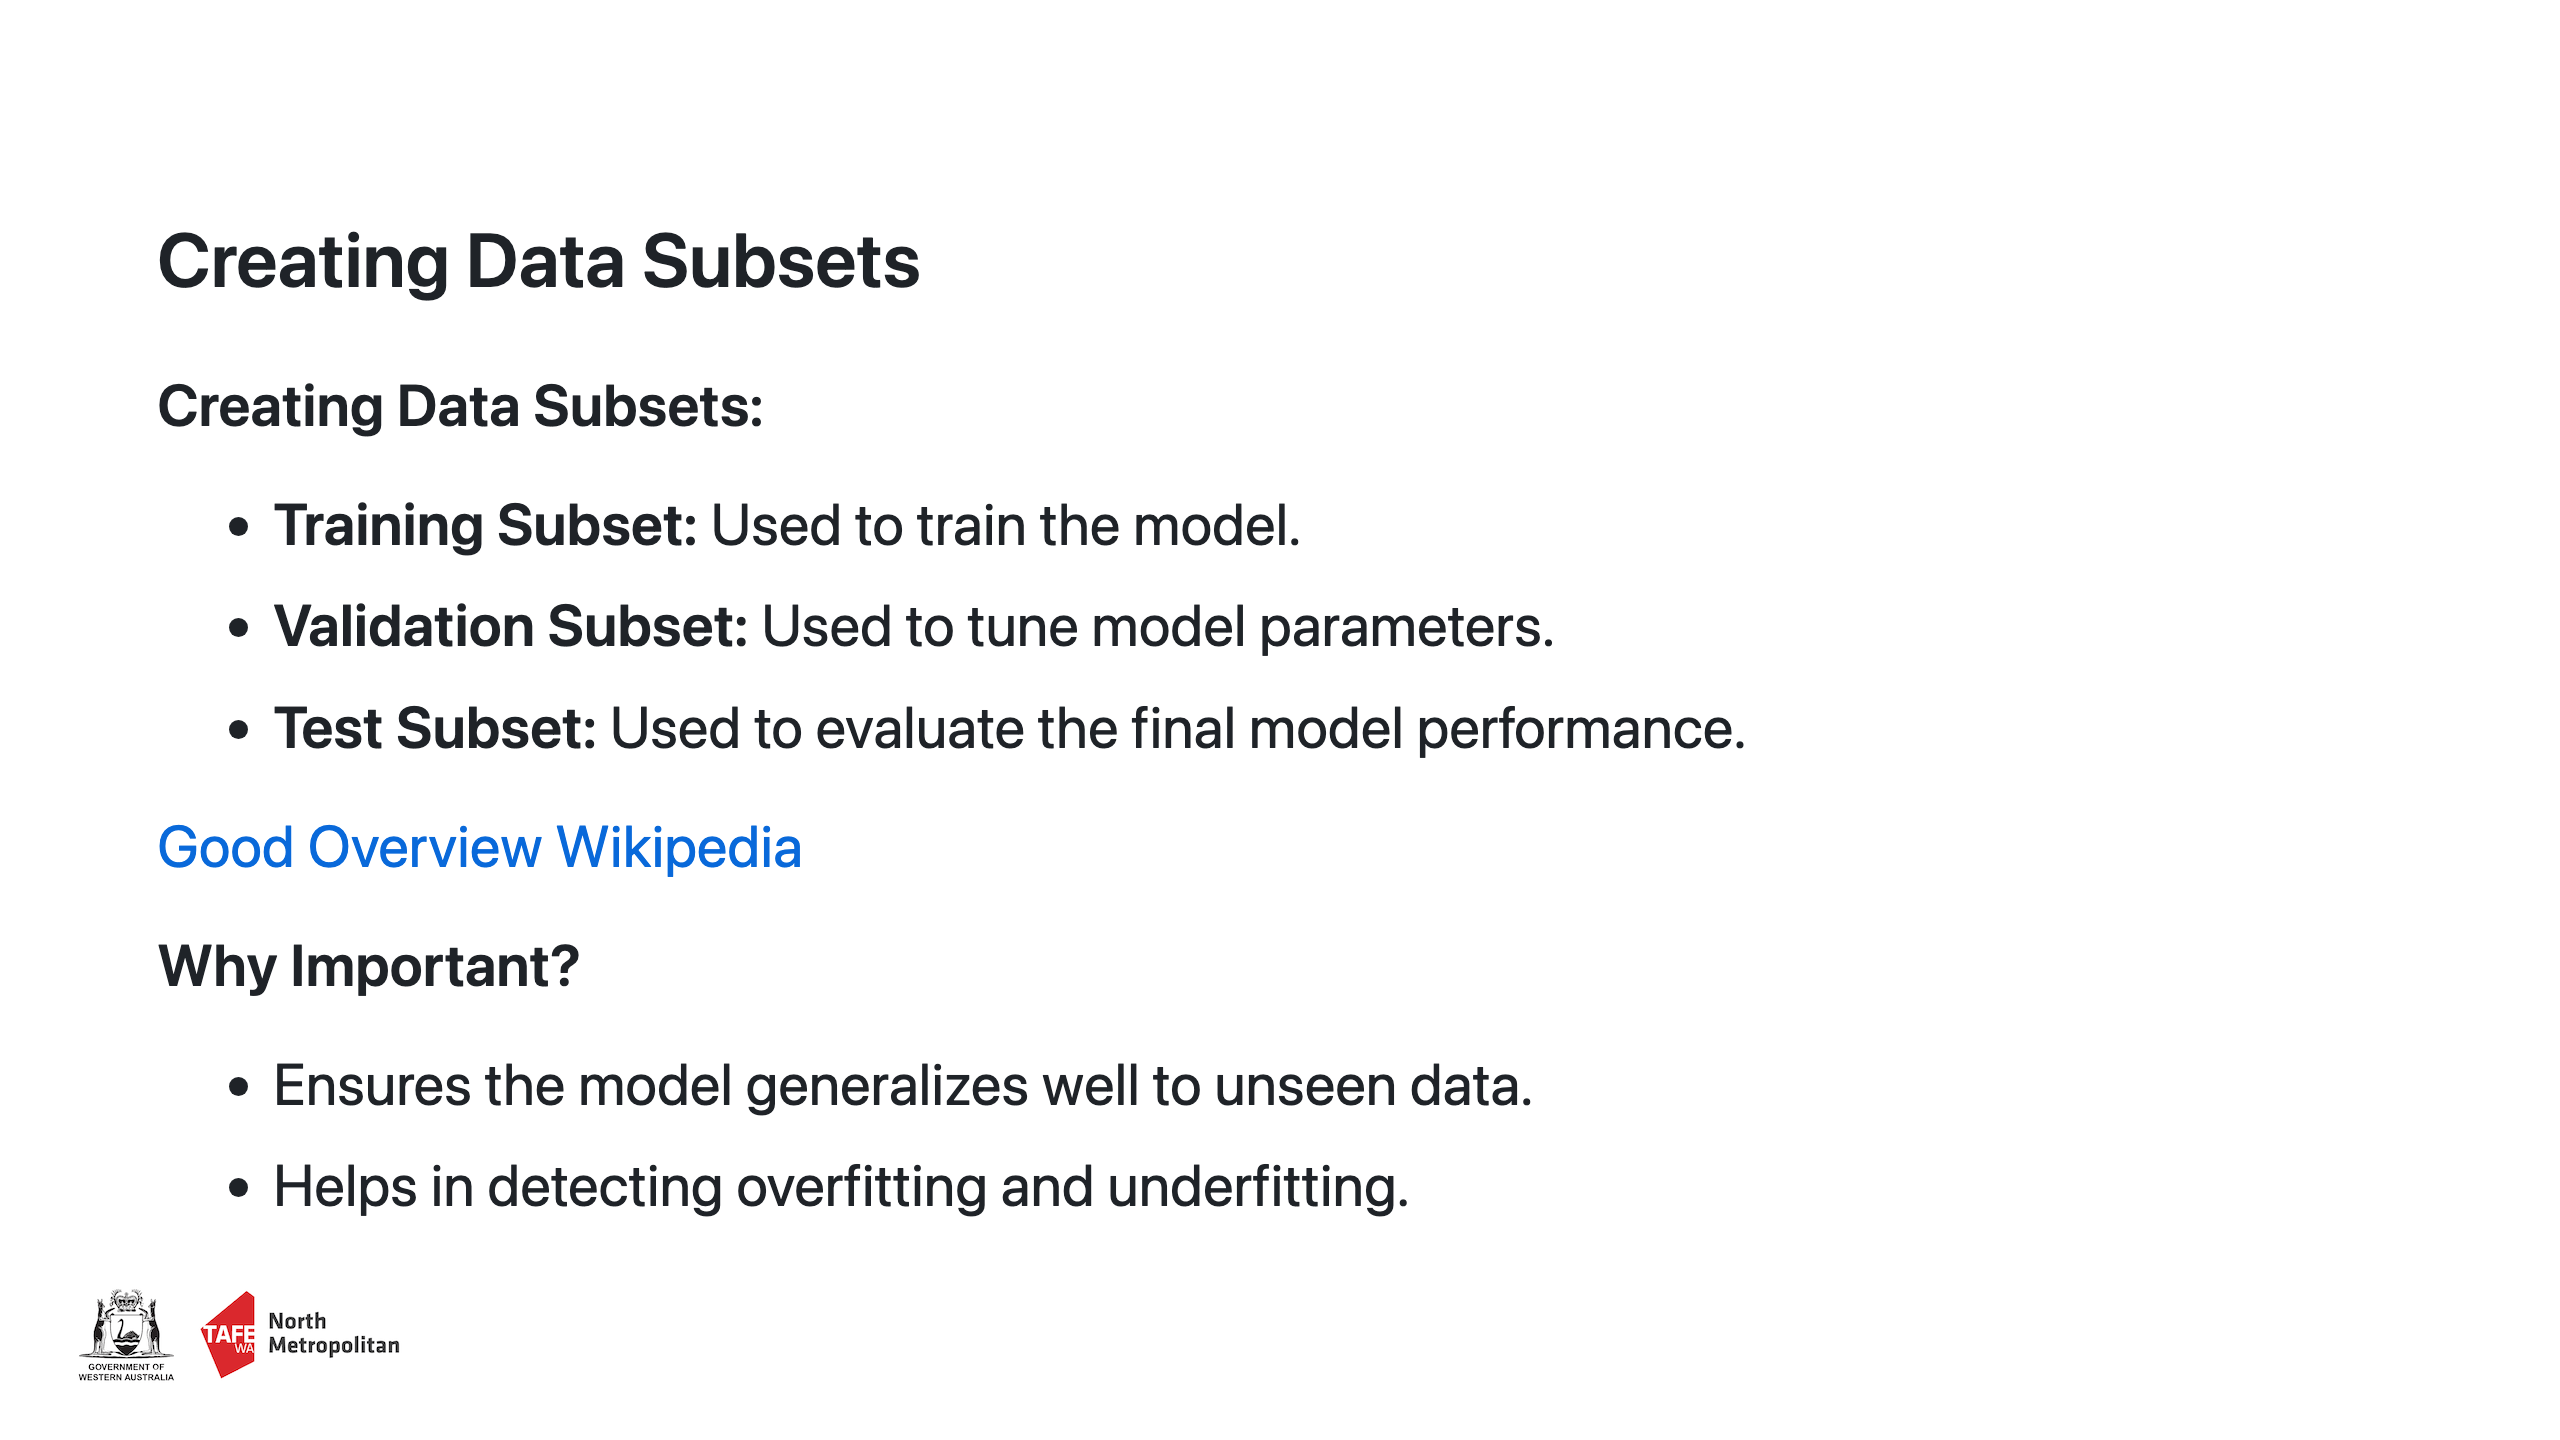 Creating Data Subsets
Creating Data Subsets:
Training Subset: Used to train the model.
Validation Subset: Used to tune model parameters.
Test Subset: Used to evaluate the final model performance.
Good Overview Wikipedia
Why Important?
Ensures the model generalizes well to unseen data.
Helps in detecting overfitting and underfitting.
GOVERNMENT OF
WESTERN AUSTRALIA
TAFE
WA
North
Metropolitan